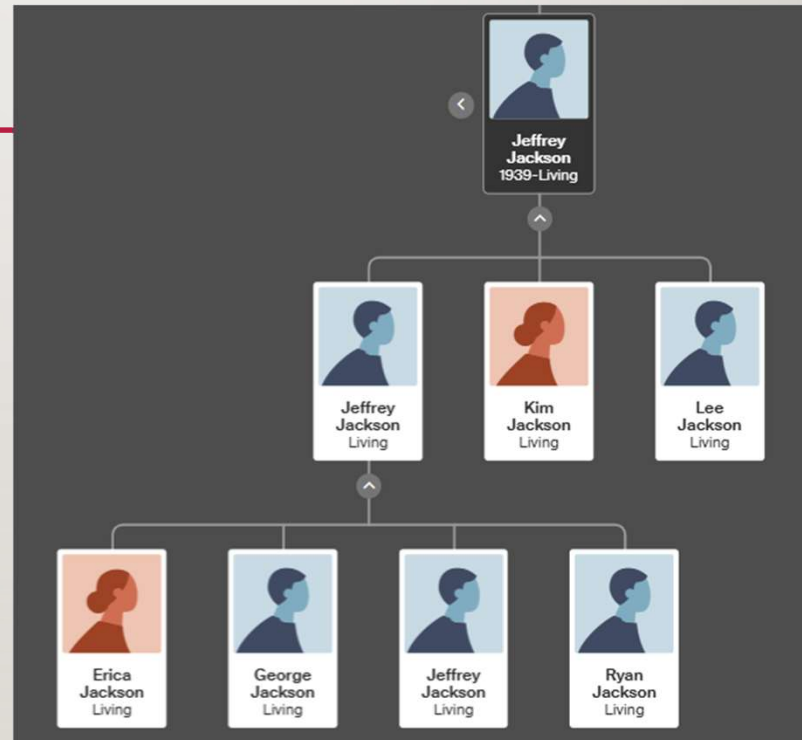 Jeffrey
Jackson
1939-Living
Jeffrey
Jackson
Living
Kim
Jackson
Living
Lee
Jackson
Living
Erica
Jackson
Living
George
Jackson
Living
Jeffrey
Jackson
Living
Ryan
Jackson
Living